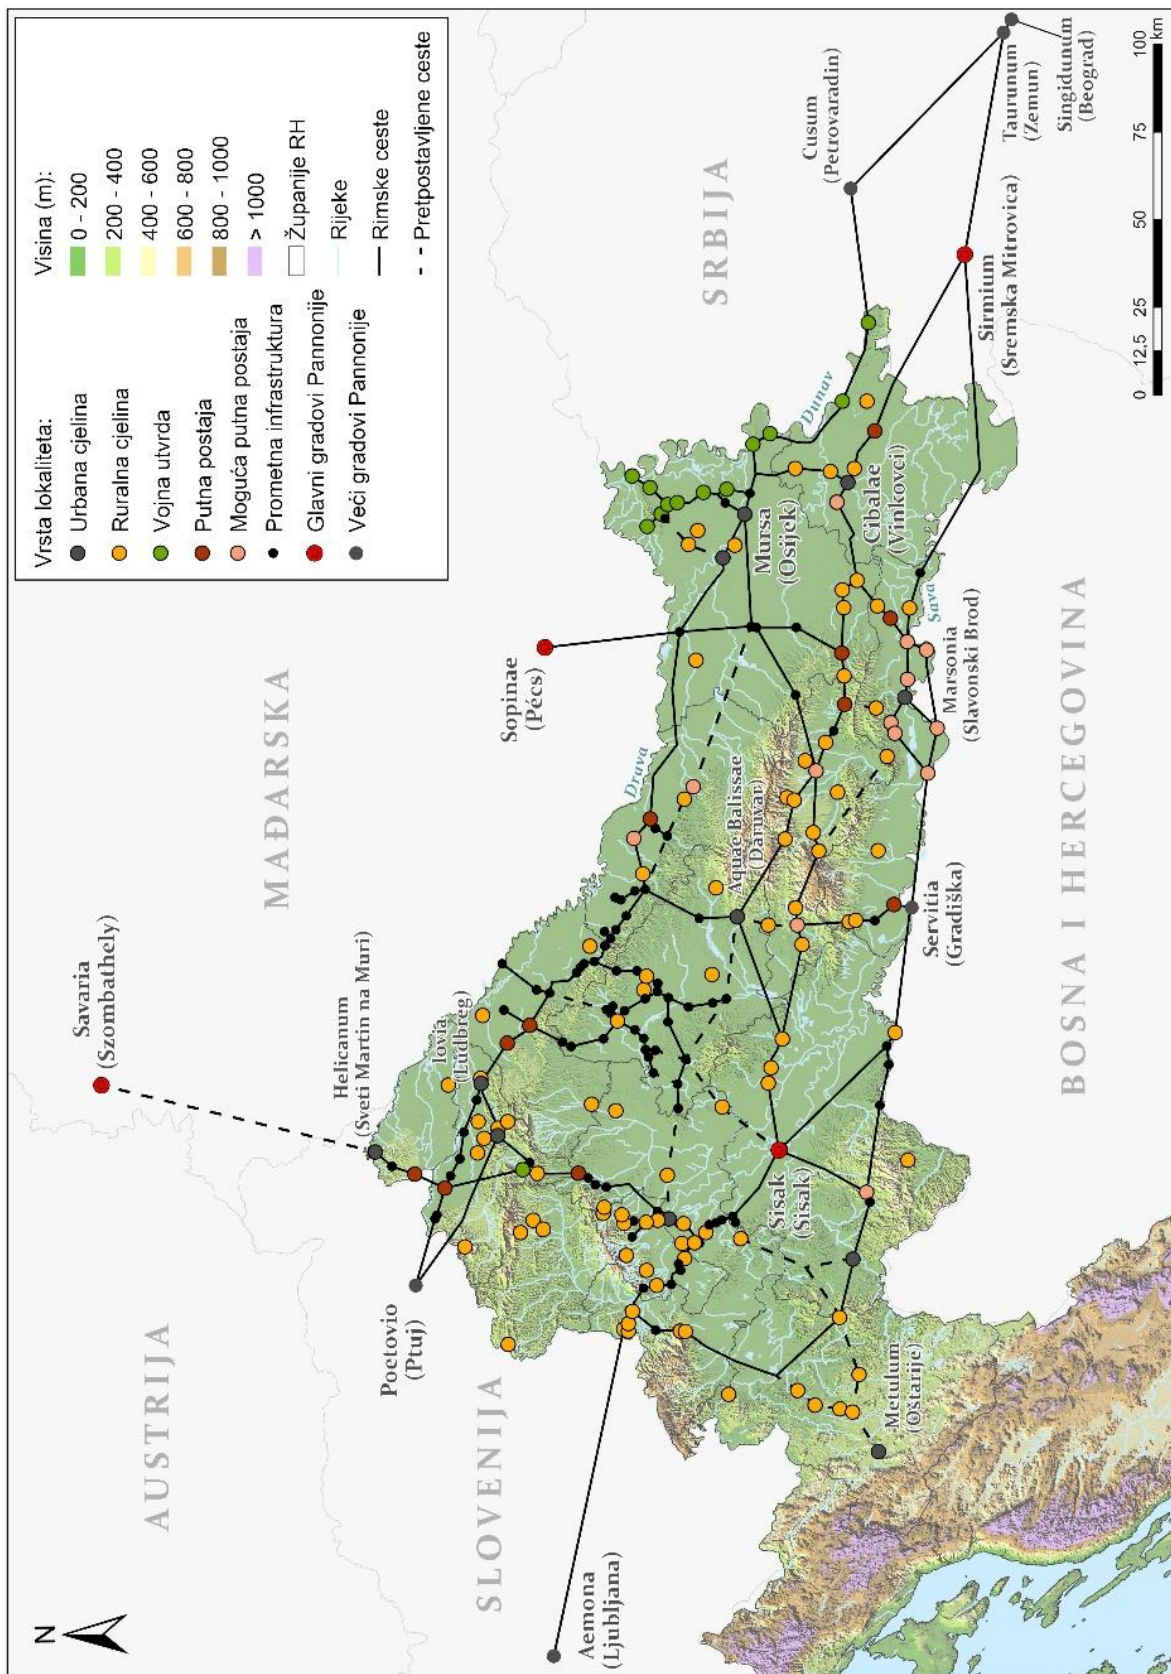 N
AUSTRIJA
MAĐARSKA
SLOVENIJA
SRBIJA
BOSNA I HERCEGOVINA
Savaria
(Szombathely)
Helicanum
(Sveti Martin na Muri)
Iovia
(Ludbreg)
Poetovio
(Ptuj)
Aemona
(Ljubljana)
Sopinae
(Pécs)
Drava
Aquae Balissae
(Daruvar)
Mursa
(Osijek)
Dunav
Cibalae
(Vinkovci)
Sisak
(Sisak)
Metulum
(Oštarije)
Servitia
(Gradiška)
Marsonia
(Slavonski Brod)
Sava
Cusum
(Petrovaradin)
Sirmium
(Sremska Mitrovica)
Taurunum
(Zemun)
Singidunum
(Beograd)
Vrsta lokaliteta:
Urbana cjelina
Ruralna cjelina
Vojna utvrda
Putna postaja
Moguća putna postaja
Prometna infrastruktura
Glavni gradovi Pannonije
Veći gradovi Pannonije
Visina (m):
0 - 200
200 - 400
400 - 600
600 - 800
800 - 1000
> 1000
Županije RH
Rijeke
Rimske ceste
Pretpostavljene ceste
0 12,5 25 50 75 100
km